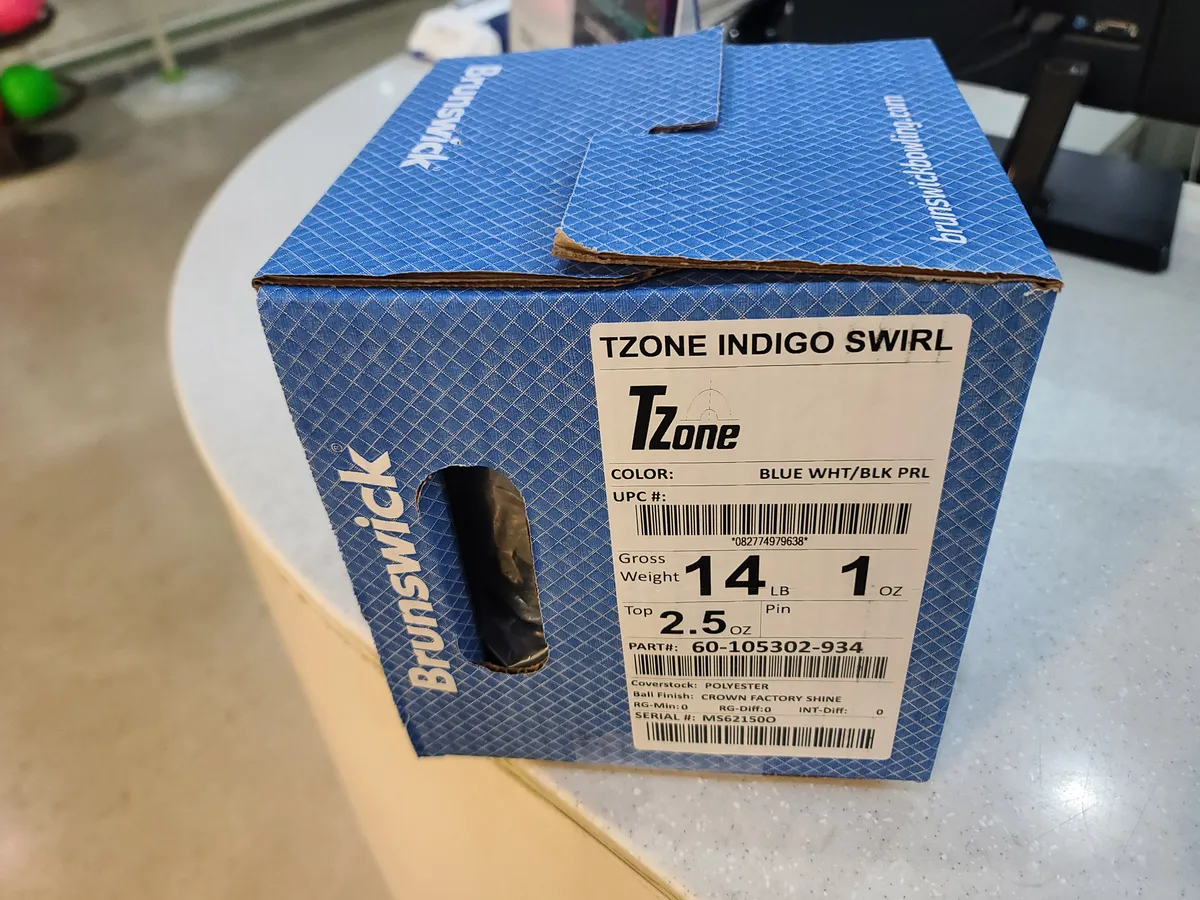 Brunswick
brunswickbowling.com
Brunswick
TZONE INDIGO SWIRL
TZone
COLOR: BLUE WHT/BLK PRL
UPC #:
*082774979638*
Gross Weight 14 LB 1 OZ
Top 2.5 OZ Pin
PART#: 60-105302-934
Coverstock: POLYESTER
Ball Finish: CROWN FACTORY SHINE
RG-Min: 0 RG-Diff: 0 INT-Diff: 0
SERIAL #: MS62150O